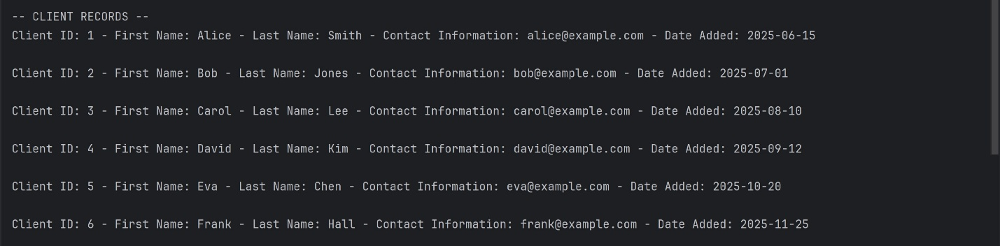 -- CLIENT RECORDS --
Client ID: 1 - First Name: Alice - Last Name: Smith - Contact Information: alice@example.com - Date Added: 2025-06-15
Client ID: 2 - First Name: Bob - Last Name: Jones - Contact Information: bob@example.com - Date Added: 2025-07-01
Client ID: 3 - First Name: Carol - Last Name: Lee - Contact Information: carol@example.com - Date Added: 2025-08-10
Client ID: 4 - First Name: David - Last Name: Kim - Contact Information: david@example.com - Date Added: 2025-09-12
Client ID: 5 - First Name: Eva - Last Name: Chen - Contact Information: eva@example.com - Date Added: 2025-10-20
Client ID: 6 - First Name: Frank - Last Name: Hall - Contact Information: frank@example.com - Date Added: 2025-11-25